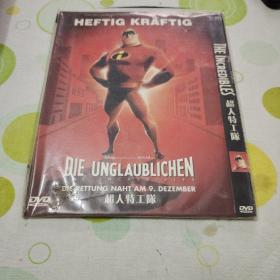 HEFTIG KRÄFTIG
DIE UNGLAUBLICHEN
DIE RETTUNG NAHT AM 9. DEZEMBER
超人特工隊
DVD
THE INCREDIBLES
超人特工隊
DVD